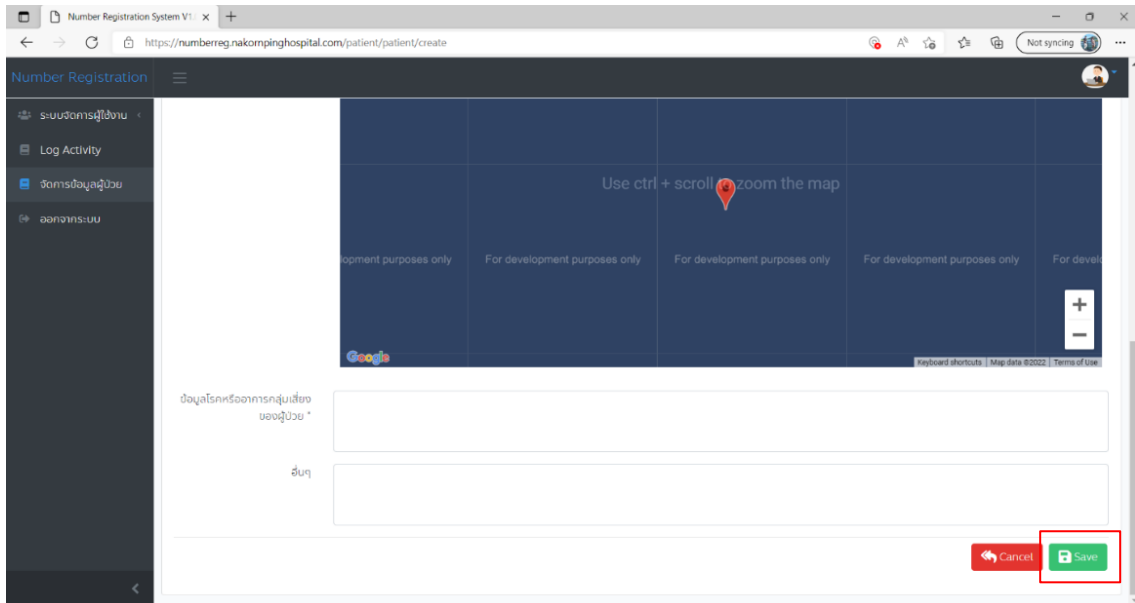 Number Registration System V1.
https://numberreg.nakornpinghospital.com/patient/patient/create
Not syncing
Number Registration
ระบบจัดการผู้ใช้งาน
Log Activity
จัดการข้อมูลผู้ป่วย
ออกจากระบบ
Use ctrl + scroll to zoom the map
lopment purposes only
For development purposes only
For development purposes only
For development purposes only
For develo
Google
Keyboard shortcuts
Map data ©2022
Terms of Use
ข้อมูลโรคหรืออาการกลุ่มเสี่ยง
ของผู้ป่วย *
อื่นๆ
Cancel
Save